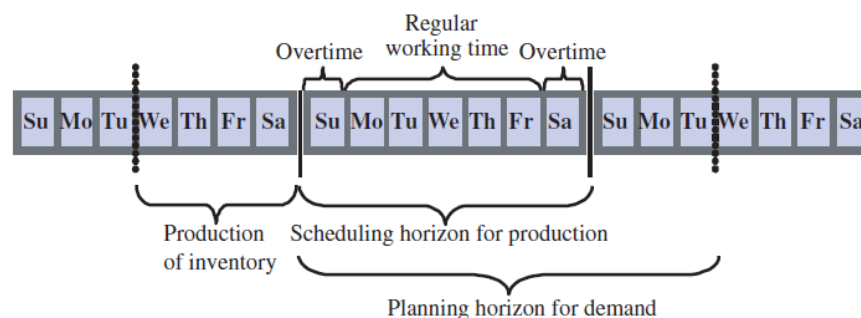 Regular
Overtime working time Overtime
Su Mo Tu We Th Fr Sa Su Mo Tu We Th Fr Sa Su Mo Tu We Th Fr Sa
Production
of inventory
Scheduling horizon for production
Planning horizon for demand